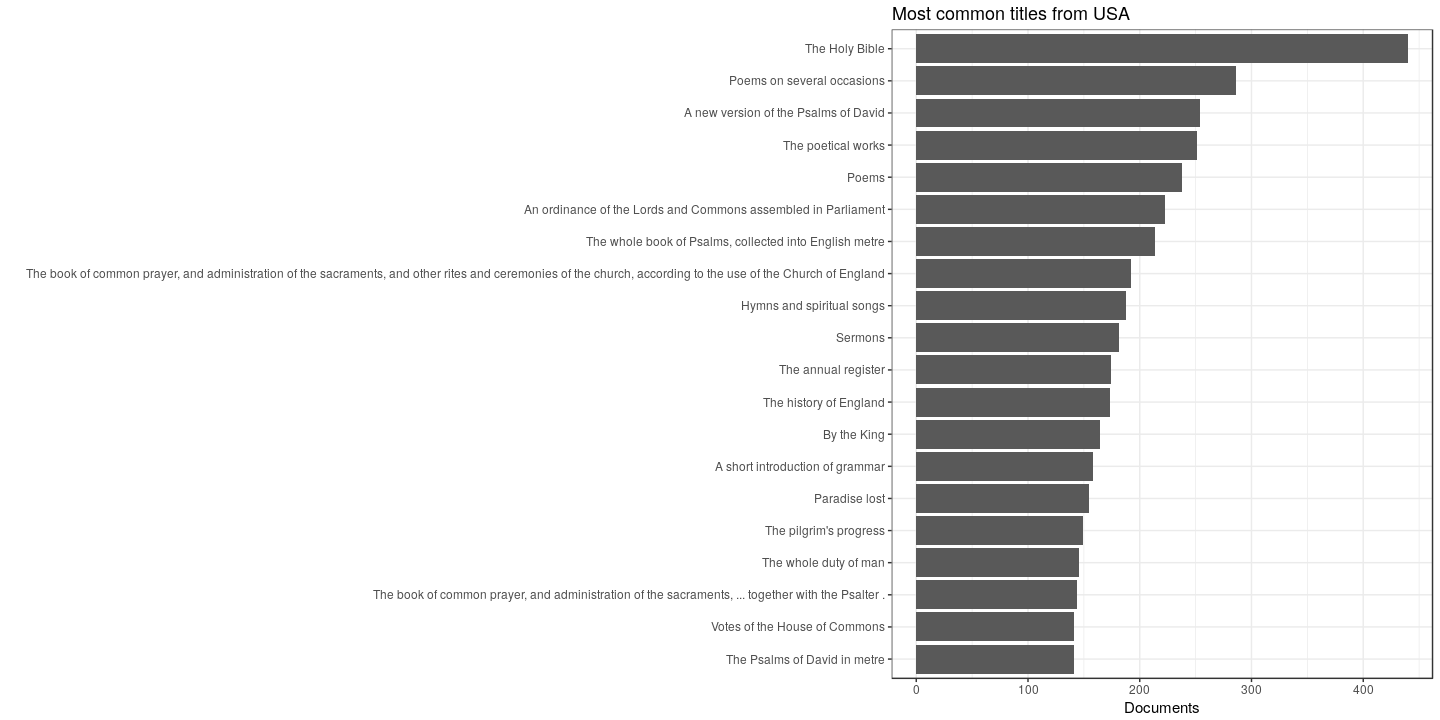 Most common titles from USA
The Holy Bible
Poems on several occasions
A new version of the Psalms of David
The poetical works
Poems
An ordinance of the Lords and Commons assembled in Parliament
The whole book of Psalms, collected into English metre
The book of common prayer, and administration of the sacraments, and other rites and ceremonies of the church, according to the use of the Church of England
Hymns and spiritual songs
Sermons
The annual register
The history of England
By the King
A short introduction of grammar
Paradise lost
The pilgrim's progress
The whole duty of man
The book of common prayer, and administration of the sacraments, ... together with the Psalter .
Votes of the House of Commons
The Psalms of David in metre
0 100 200 300 400
Documents